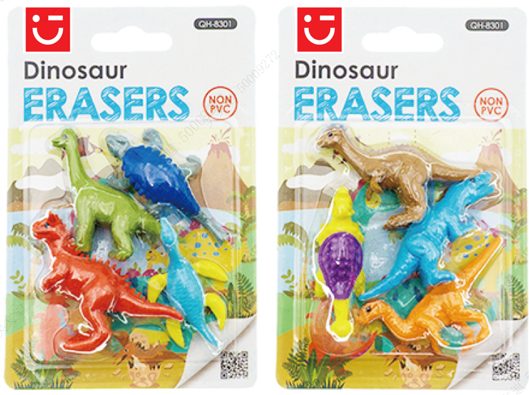 QH-8301
Dinosaur
ERASERS
NON
PVC
QH-8301
Dinosaur
ERASERS
NON
PVC